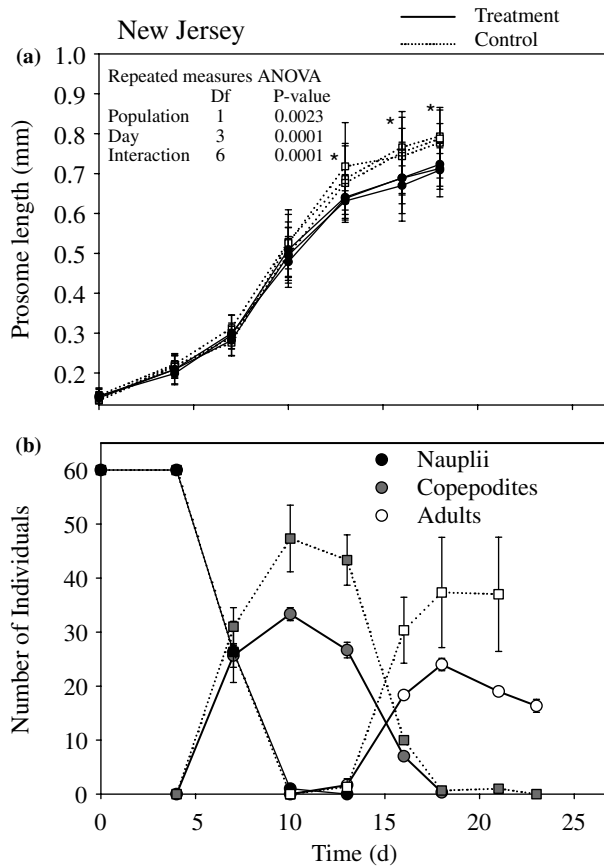 New Jersey
Treatment
Control
(a)
1.0
0.9
0.8
0.7
0.6
0.5
0.4
0.3
0.2
Prosome length (mm)
Repeated measures ANOVA
Df P-value
Population 1 0.0023
Day 3 0.0001
Interaction 6 0.0001
* * *
(b)
60
50
40
30
20
10
0
Number of Individuals
Nauplii
Copepodites
Adults
0 5 10 15 20 25
Time (d)